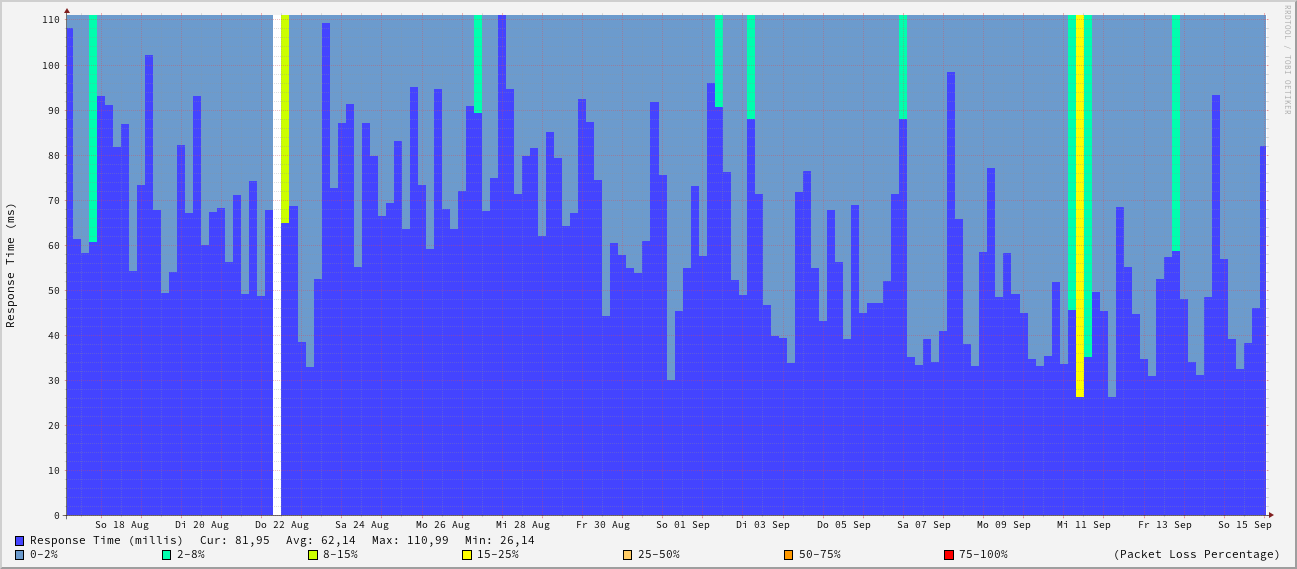 RRDTOOL / TOBI OETIKER
Response Time (ms)
110
100
90
80
70
60
50
40
30
20
10
0
So 18 Aug Di 20 Aug Do 22 Aug Sa 24 Aug Mo 26 Aug Mi 28 Aug Fr 30 Aug So 01 Sep Di 03 Sep Do 05 Sep Sa 07 Sep Mo 09 Sep Mi 11 Sep Fr 13 Sep So 15 Sep
Response Time (millis) Cur: 81,95 Avg: 62,14 Max: 110,99 Min: 26,14
0-2% 2-8% 8-15% 15-25% 25-50% 50-75% 75-100% (Packet Loss Percentage)